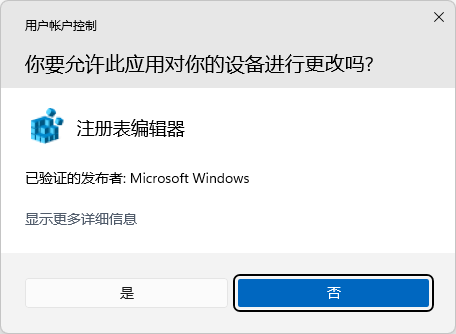 用户帐户控制
你要允许此应用对你的设备进行更改吗?
注册表编辑器
已验证的发布者: Microsoft Windows
显示更多详细信息
是
否